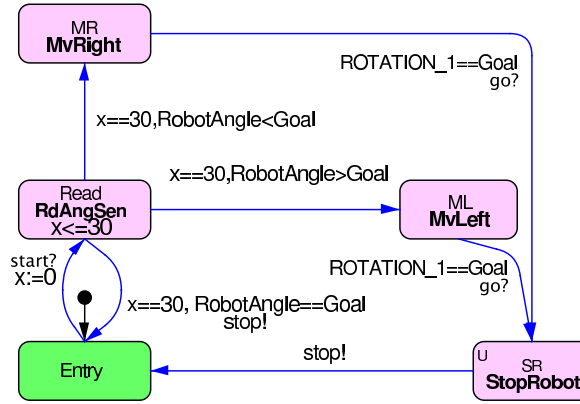 MR
MvRight
ROTATION_1==Goal
go?
x==30,RobotAngle<Goal
x==30,RobotAngle>Goal
Read
RdAngSen
x<=30
ML
MvLeft
start?
x:=0
ROTATION_1==Goal
go?
x==30, RobotAngle==Goal
stop!
stop!
Entry
U
SR
StopRobot